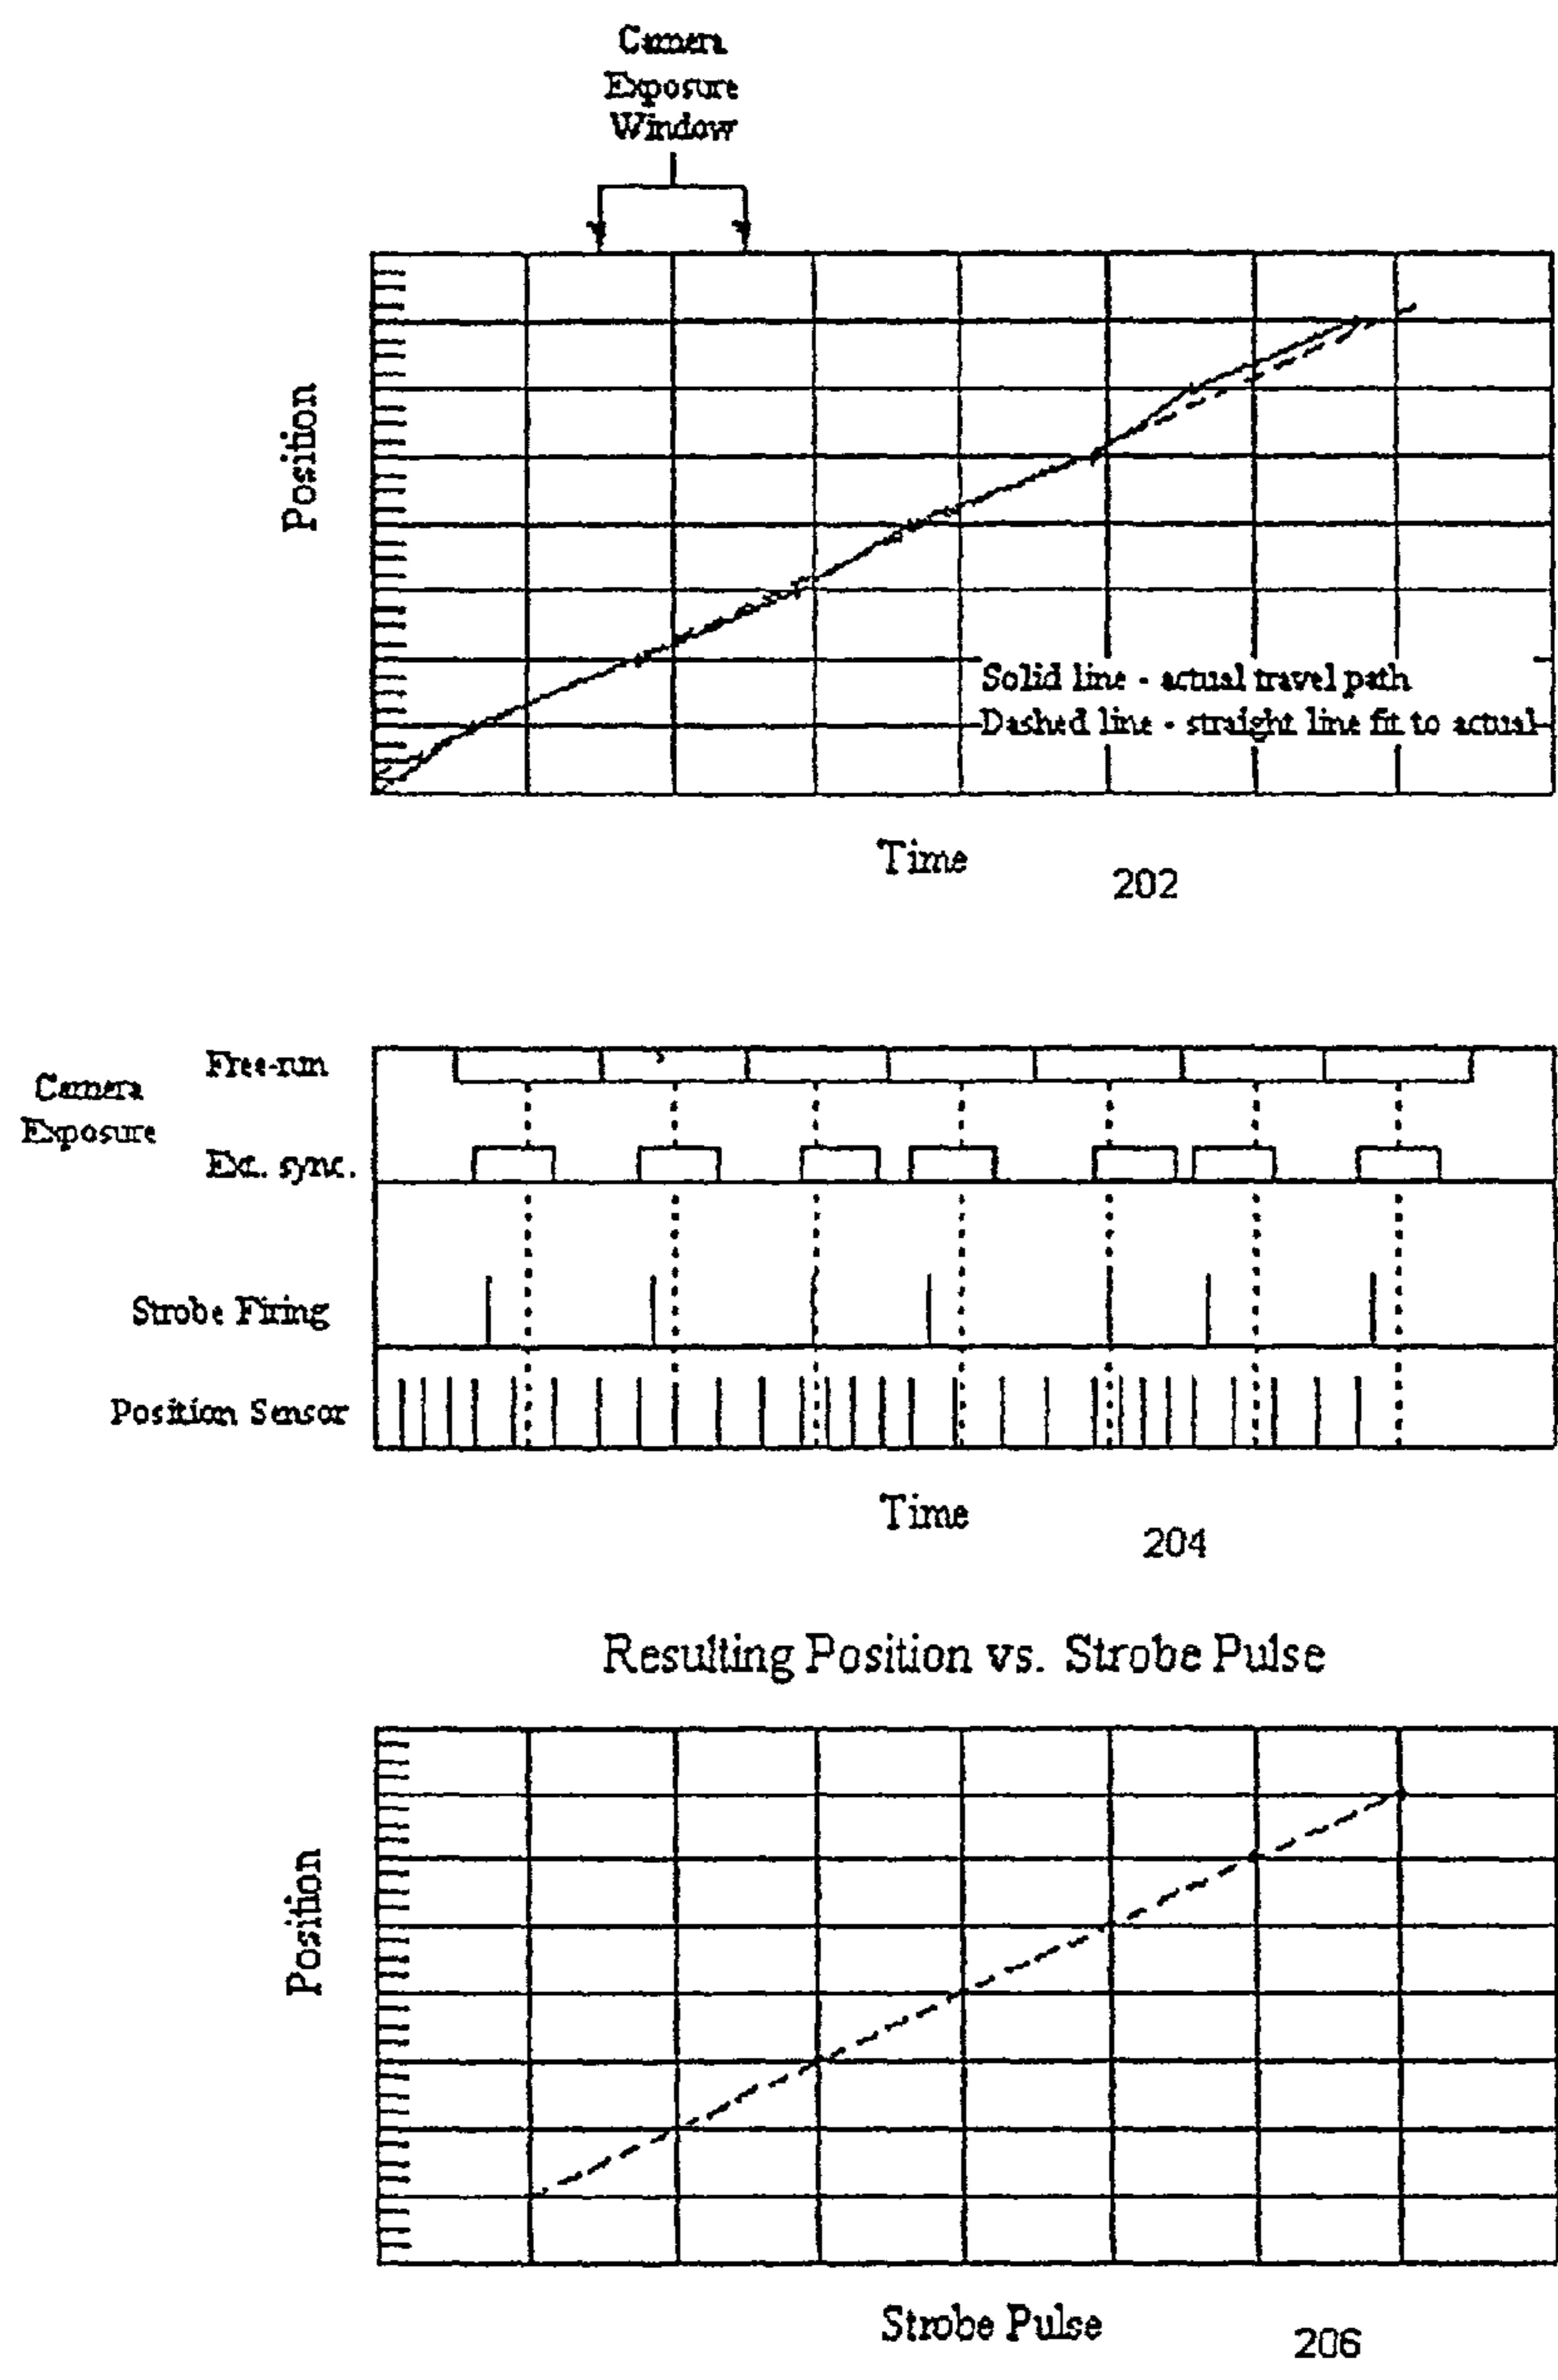 Camera
Exposure
Window
Position
Solid line - actual travel path
Dashed line - straight line fit to actual
Time
202
Free-run
Camera
Exposure
Ext. sync.
Strobe Firing
Position Sensor
Time
204
Resulting Position vs. Strobe Pulse
Position
Strobe Pulse
206